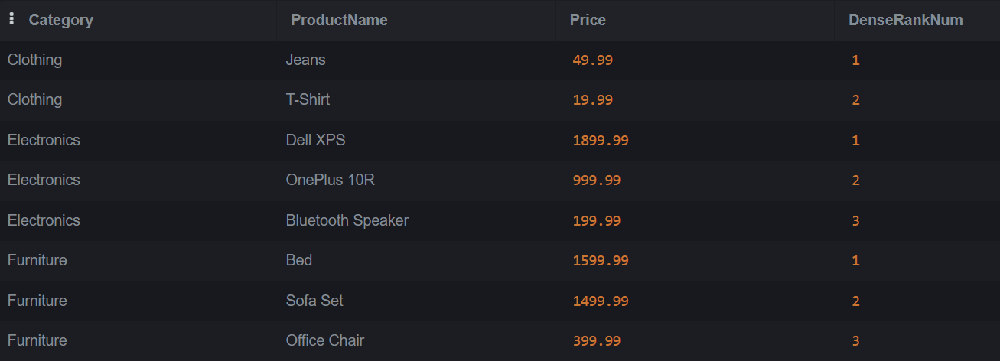 Category ProductName Price DenseRankNum
Clothing Jeans 49.99 1
Clothing T-Shirt 19.99 2
Electronics Dell XPS 1899.99 1
Electronics OnePlus 10R 999.99 2
Electronics Bluetooth Speaker 199.99 3
Furniture Bed 1599.99 1
Furniture Sofa Set 1499.99 2
Furniture Office Chair 399.99 3